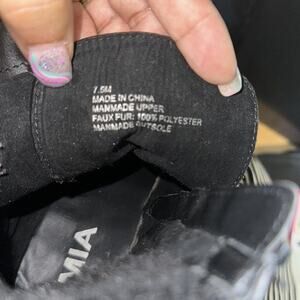 7.5M
MADE IN CHINA
MANMADE UPPER
FAUX FUR: 100% POLYESTER
MANMADE OUTSOLE
MIA